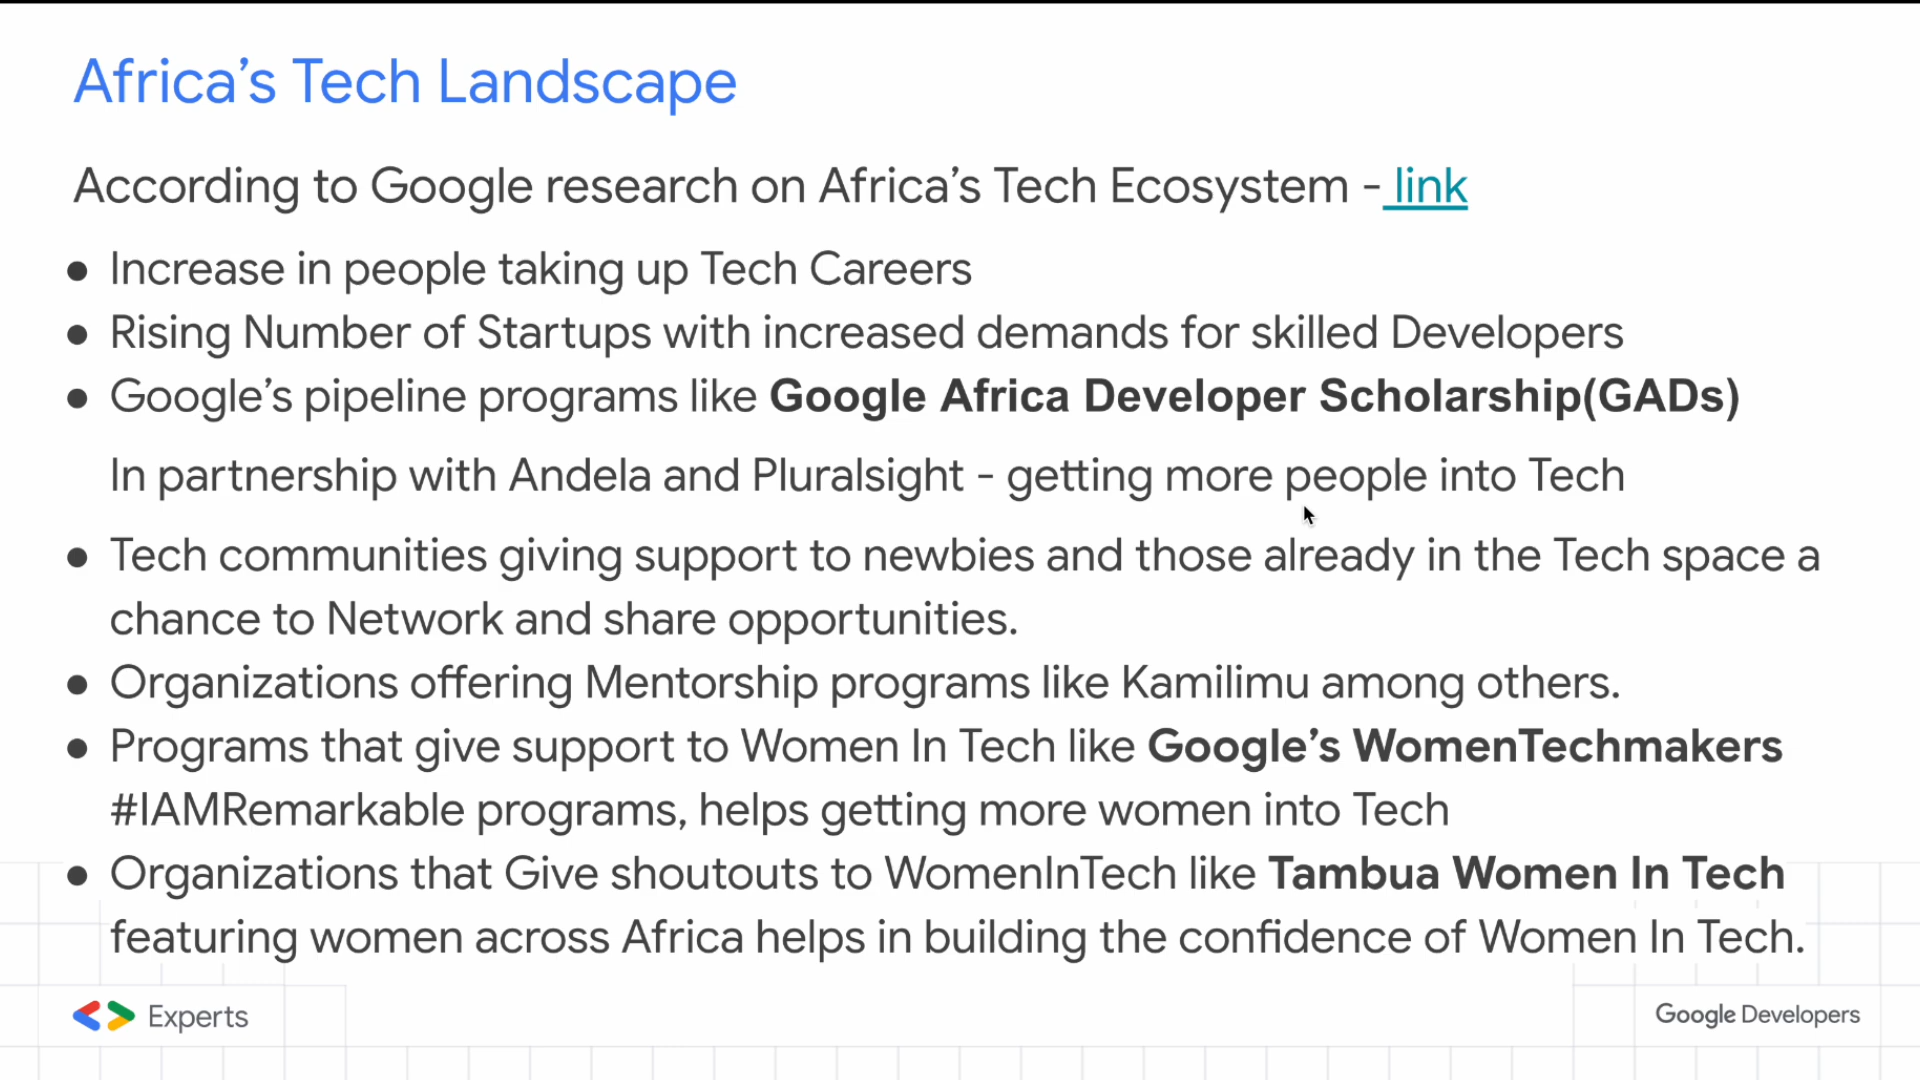 Africa’s Tech Landscape
According to Google research on Africa’s Tech Ecosystem - link
● Increase in people taking up Tech Careers
● Rising Number of Startups with increased demands for skilled Developers
● Google’s pipeline programs like Google Africa Developer Scholarship(GADs)
In partnership with Andela and Pluralsight - getting more people into Tech
● Tech communities giving support to newbies and those already in the Tech space a
chance to Network and share opportunities.
● Organizations offering Mentorship programs like Kamilimu among others.
● Programs that give support to Women In Tech like Google’s WomenTechmakers
#IAMRemarkable programs, helps getting more women into Tech
● Organizations that Give shoutouts to WomenInTech like Tambua Women In Tech
featuring women across Africa helps in building the confidence of Women In Tech.
Experts
Google Developers